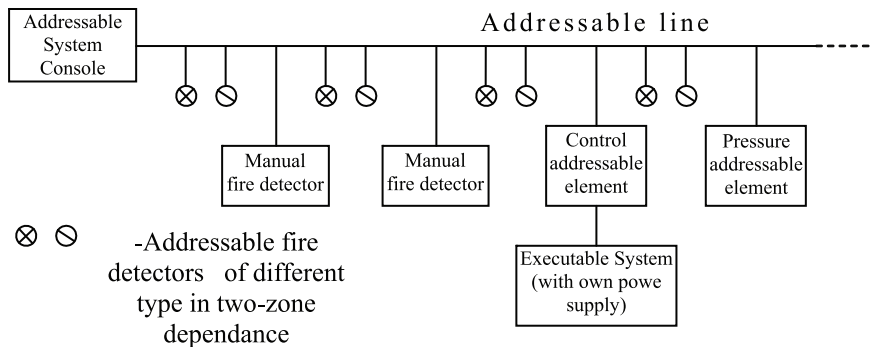 Addressable
System
Console
Addressable line
Manual
fire detector
Manual
fire detector
Control
addressable
element
Pressure
addressable
element
Executable System
(with own powe
supply)
-Addressable fire
detectors of different
type in two-zone
dependance